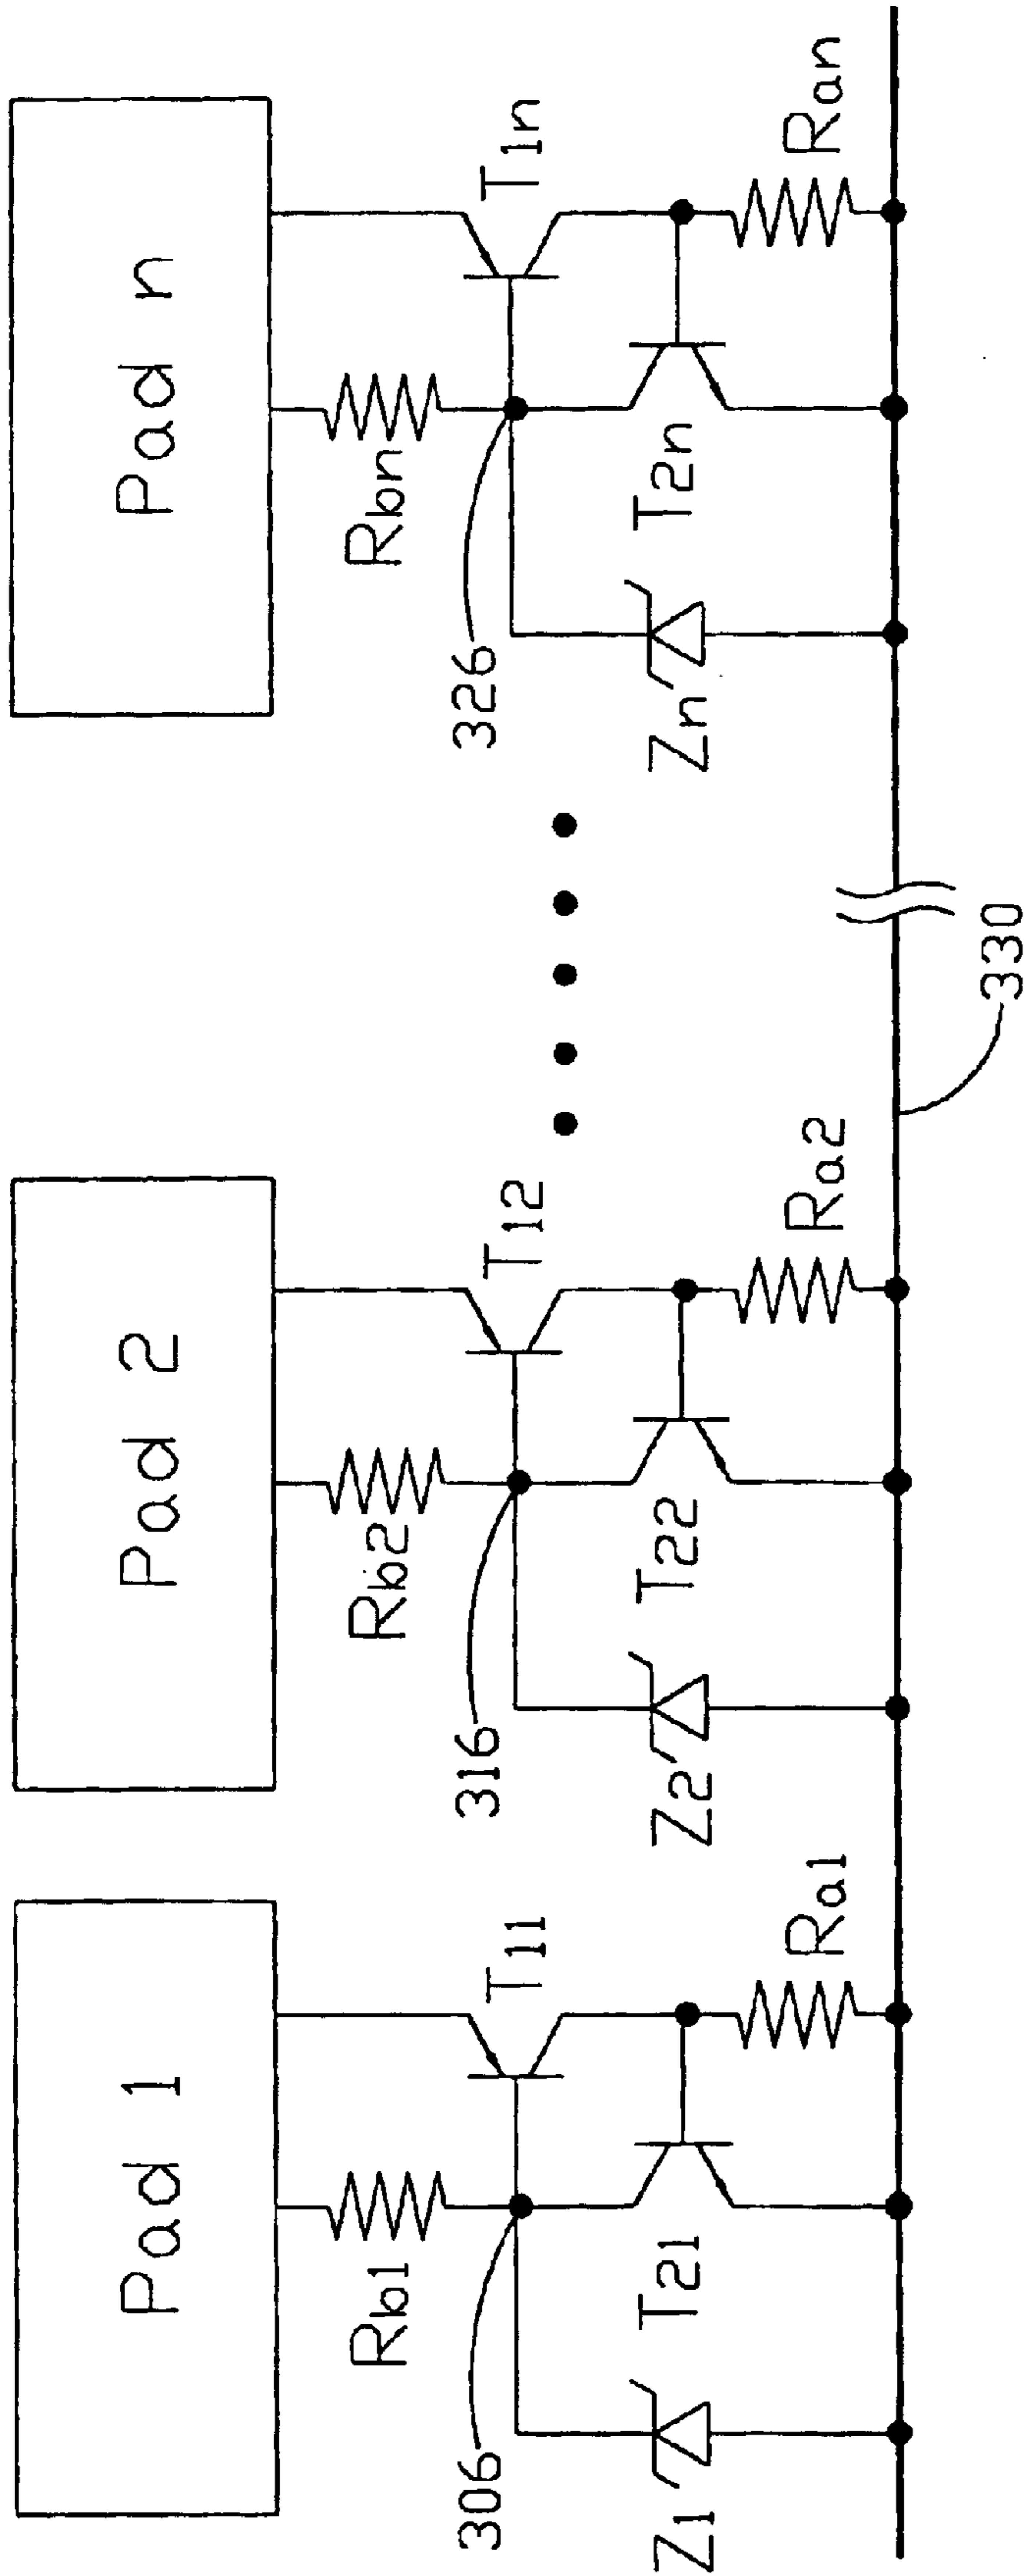 Pad 1
Pad 2
Pad n
Rb1
T11
Rb2
T12
Rbn
T1n
306
316
326
Z1
T21
Ra1
Z2
T22
Ra2
Zn
T2n
Ran
330